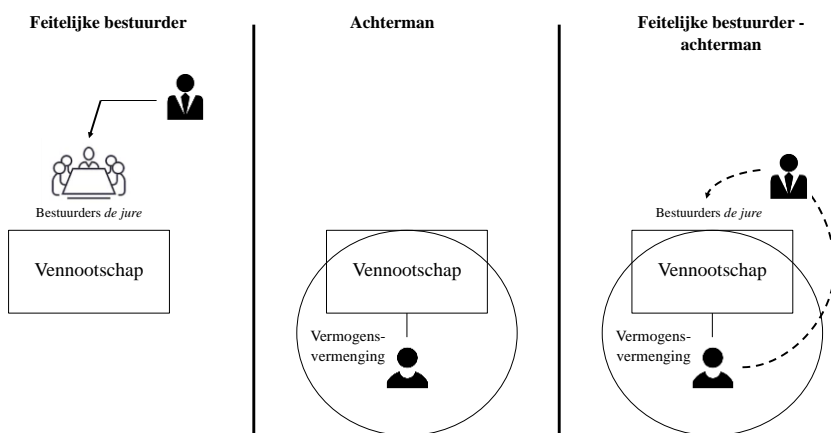 Feitelijke bestuurder
Bestuurders de jure
Vennootschap
Achterman
Vennootschap
Vermogens-
vermenging
Feitelijke bestuurder -
achterman
Bestuurders de jure
Vennootschap
Vermogens-
vermenging